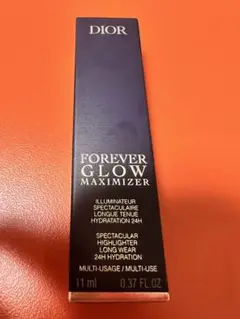 DIOR
FOREVER
GLOW
MAXIMIZER
ILLUMINATEUR
SPECTACULAIRE
LONGUE TENUE
HYDRATATION 24H
SPECTACULAR
HIGHLIGHTER
LONG WEAR
24H HYDRATION
MULTI-USAGE / MULTI-USE
11 ml 0.37 FL.OZ